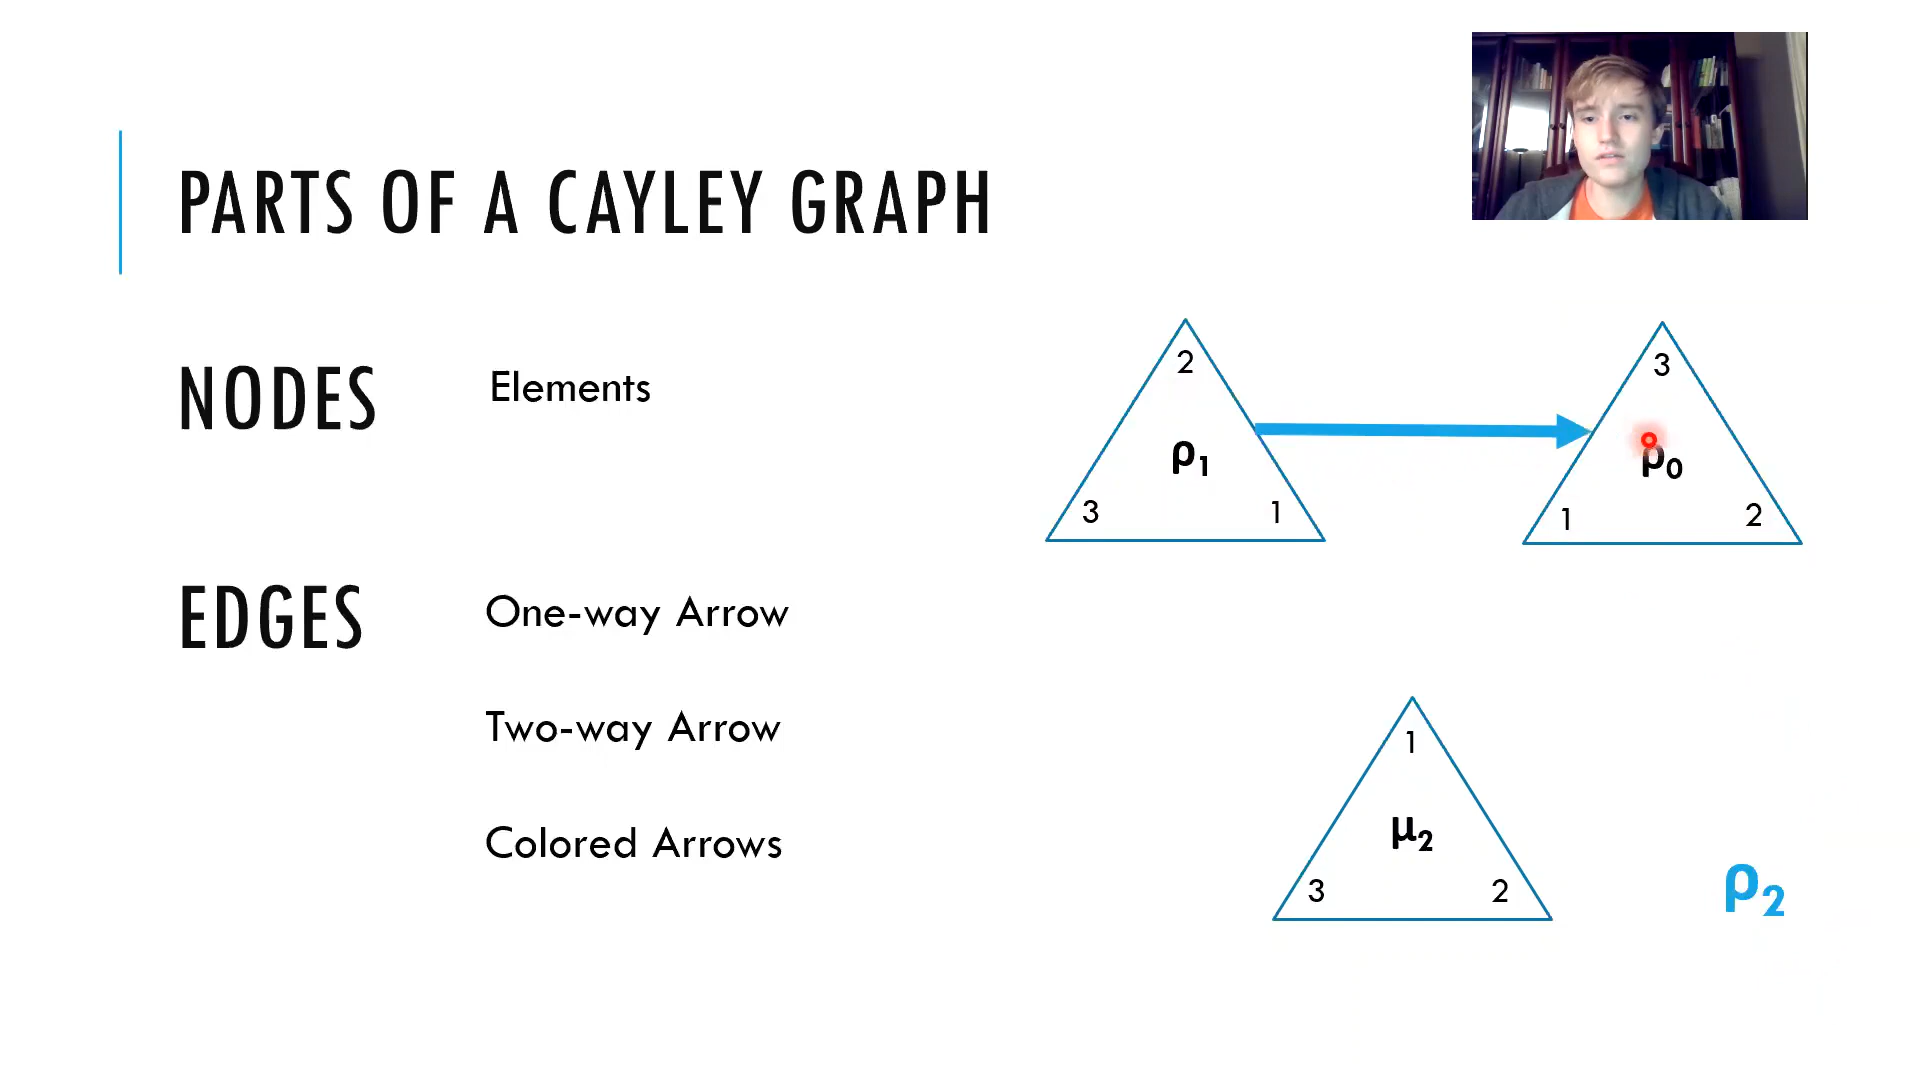 PARTS OF A CAYLEY GRAPH
NODES
Elements
EDGES
One-way Arrow
Two-way Arrow
Colored Arrows
2
ρ₁
3 1
3
ρ₀
1 2
1
μ₂
3 2
ρ₂